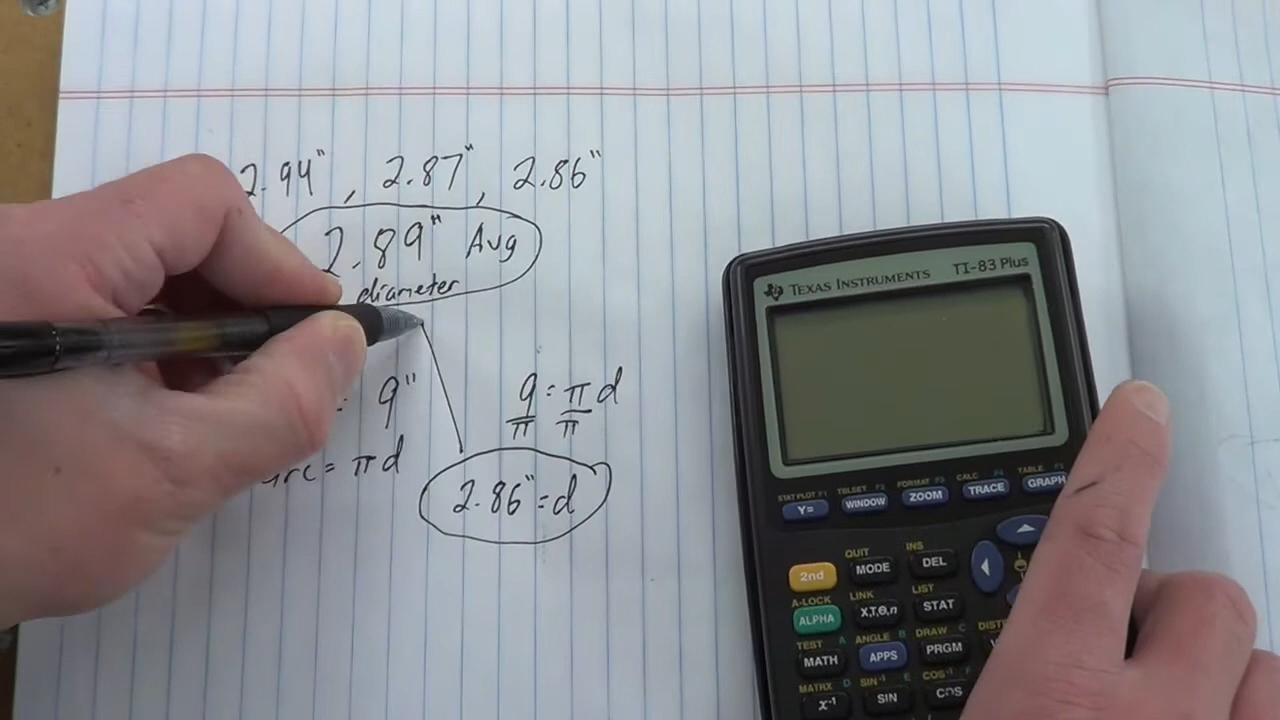 2.94", 2.87", 2.86"
2.89" Avg
diameter
= 9"
9 = π d
π π
circ = π d
2.86" = d
TEXAS INSTRUMENTS TI-83 Plus
STAT PLOT F1 TBLSET F2 FORMAT F3 CALC F4 TABLE F5
Y= WINDOW ZOOM TRACE GRAPH
QUIT INS
2nd MODE DEL
A-LOCK LINK LIST
ALPHA X,T,Θ,n STAT
TEST A ANGLE B DRAW C DISTR
MATH APPS PRGM
MATRX D SIN⁻¹ E COS⁻¹ F
x⁻¹ SIN COS